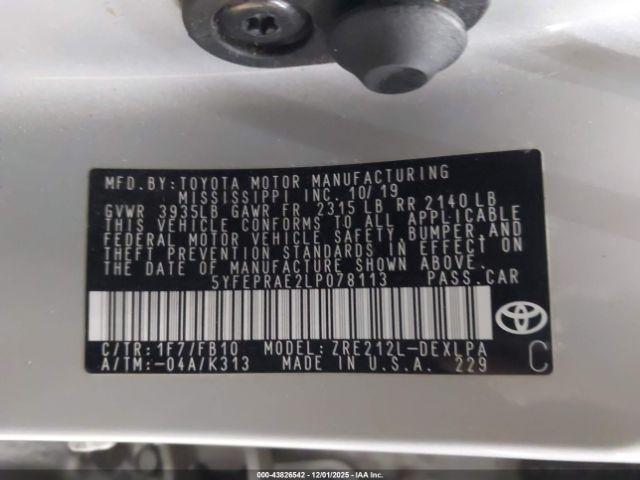 MFD.BY:TOYOTA MOTOR MANUFACTURING
MISSISSIPPI INC. 10/19
GVWR 3935LB GAWR FR 2315 LB RR 2140 LB
THIS VEHICLE CONFORMS TO ALL APPLICABLE
FEDERAL MOTOR VEHICLE SAFETY, BUMPER, AND
THEFT PREVENTION STANDARDS IN EFFECT ON
THE DATE OF MANUFACTURE SHOWN ABOVE.
5YFEPRAE2LP078113 PASS.CAR
C/TR:1F7/FB10 MODEL:ZRE212L-DEXLPA C
A/TM:-04A/K313 MADE IN U.S.A. 229
000-43826542 - 12/01/2025 - IAA Inc.